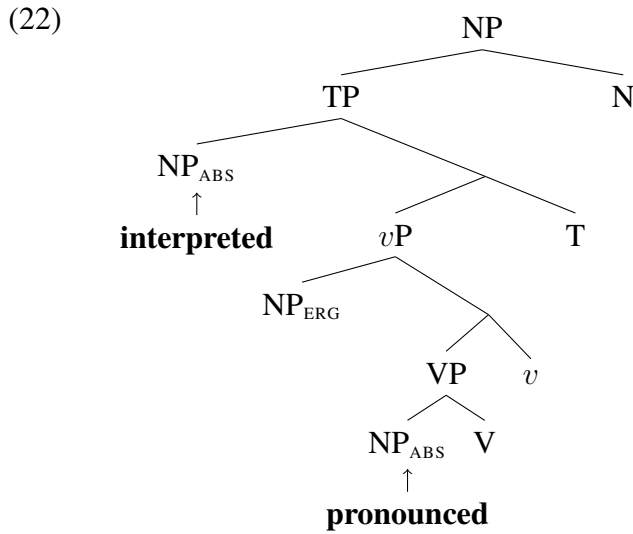 (22)
NP
TP N
NP_ABS
↑
interpreted
vP T
NP_ERG
VP v
NP_ABS V
↑
pronounced